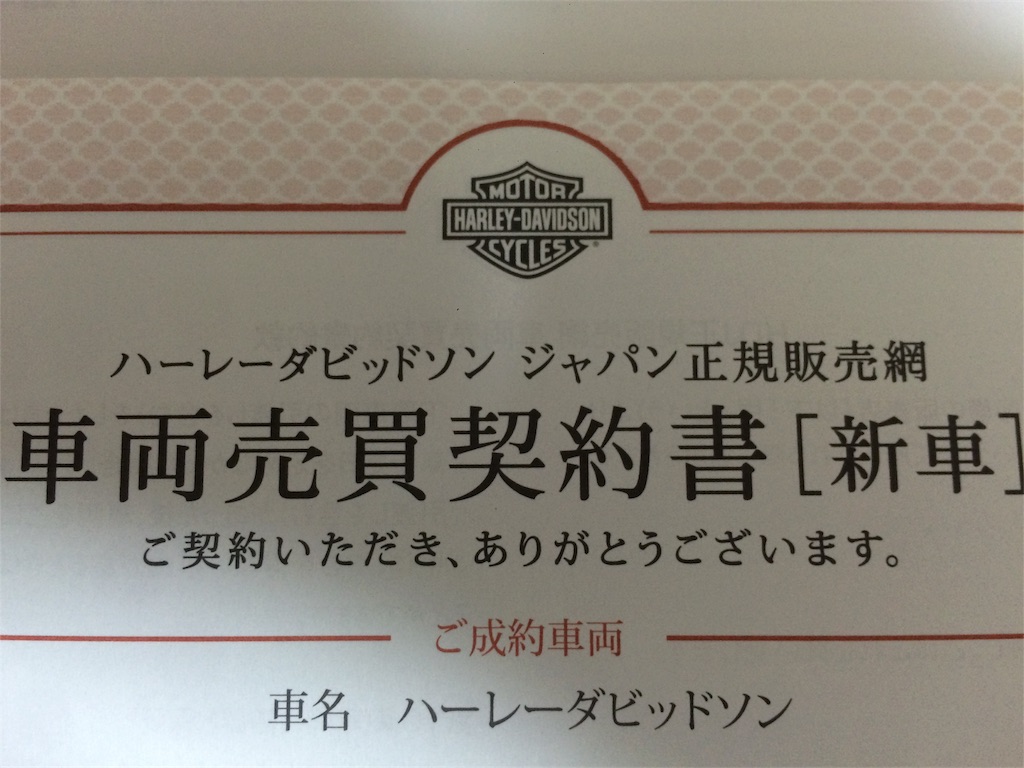 MOTOR
HARLEY-DAVIDSON
CYCLES
ハーレーダビッドソン ジャパン正規販売網
車両売買契約書［新車］
ご契約いただき、ありがとうございます。
ご成約車両
車名 ハーレーダビッドソン